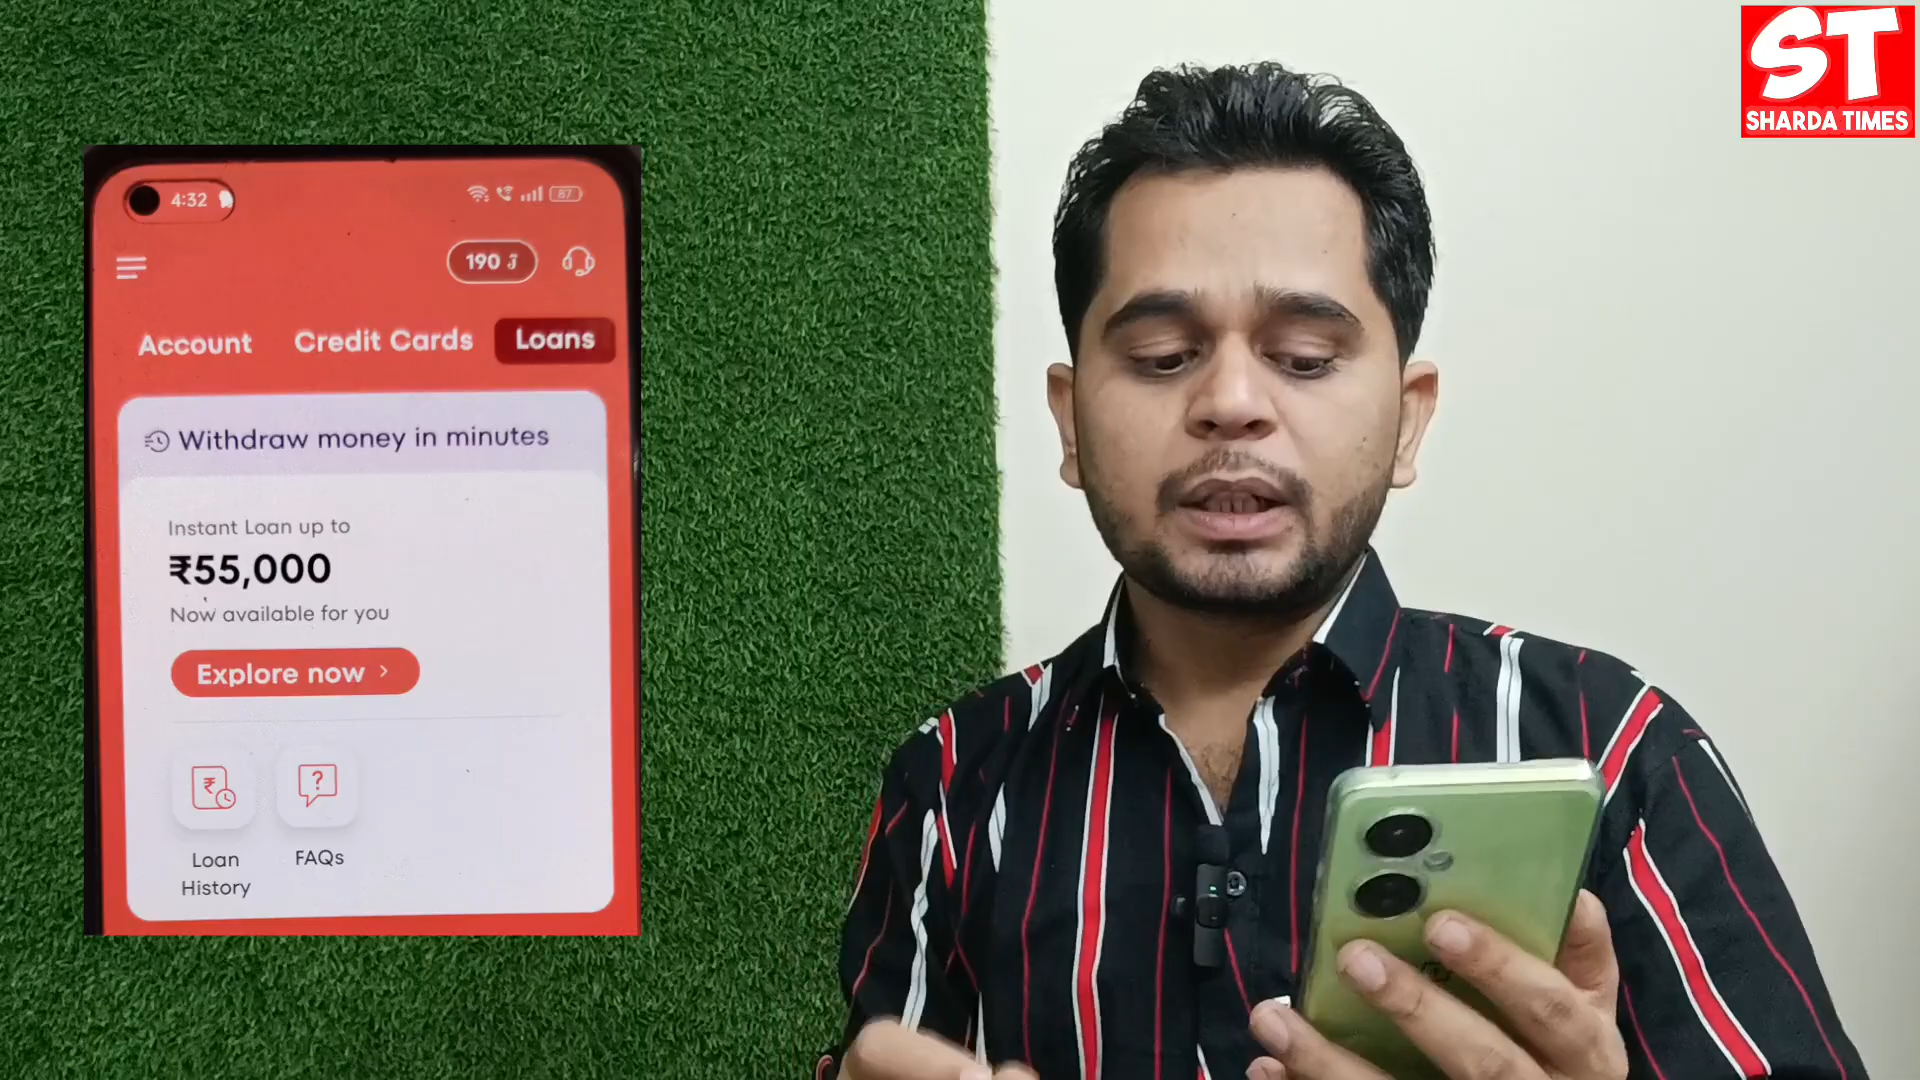 ST
SHARDA TIMES
4:32
87
190
Account
Credit Cards
Loans
Withdraw money in minutes
Instant Loan up to
₹55,000
Now available for you
Explore now >
₹
?
Loan
History
FAQs